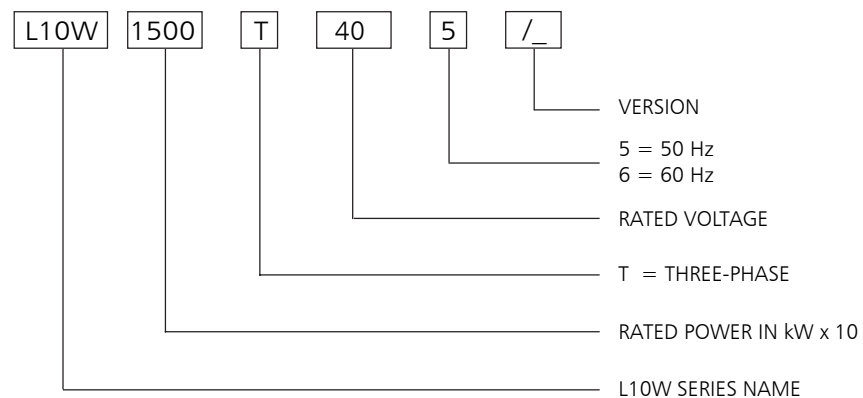 L10W 1500 T 40 5 /_
VERSION
5 = 50 Hz
6 = 60 Hz
RATED VOLTAGE
T = THREE-PHASE
RATED POWER IN kW x 10
L10W SERIES NAME